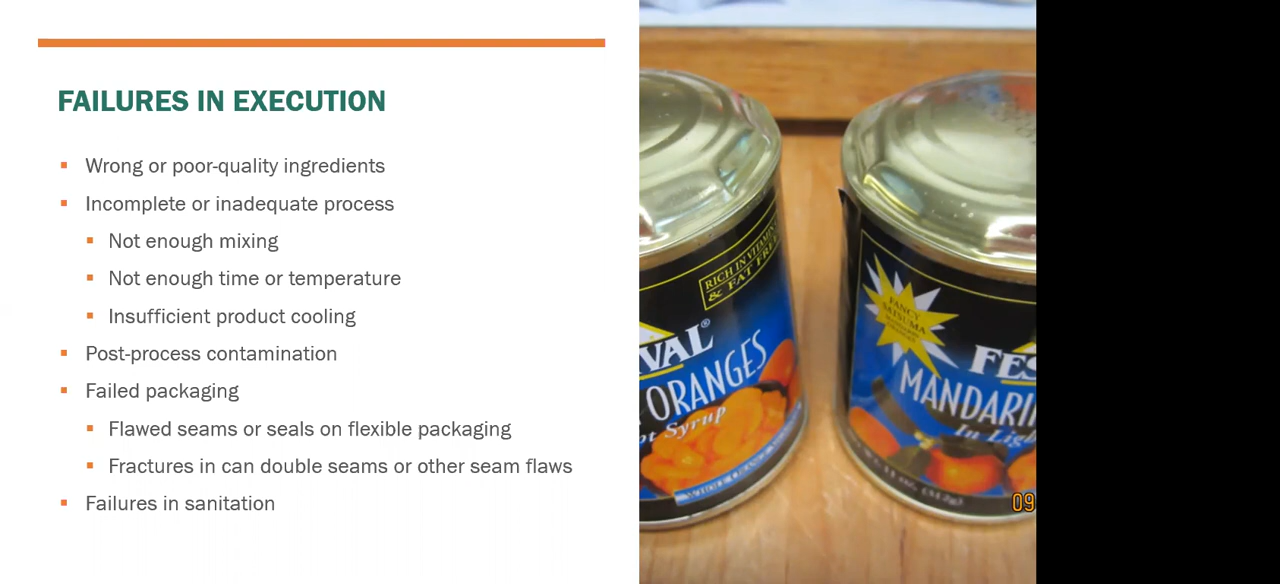 FAILURES IN EXECUTION
▪ Wrong or poor-quality ingredients
▪ Incomplete or inadequate process
▪ Not enough mixing
▪ Not enough time or temperature
▪ Insufficient product cooling
▪ Post-process contamination
▪ Failed packaging
▪ Flawed seams or seals on flexible packaging
▪ Fractures in can double seams or other seam flaws
▪ Failures in sanitation
RICH IN VITAMIN
& FAT FREE
VAL®
ORANGES
ht Syrup
FANCY
SATSUMA
FES
MANDARI
In Ligh
09